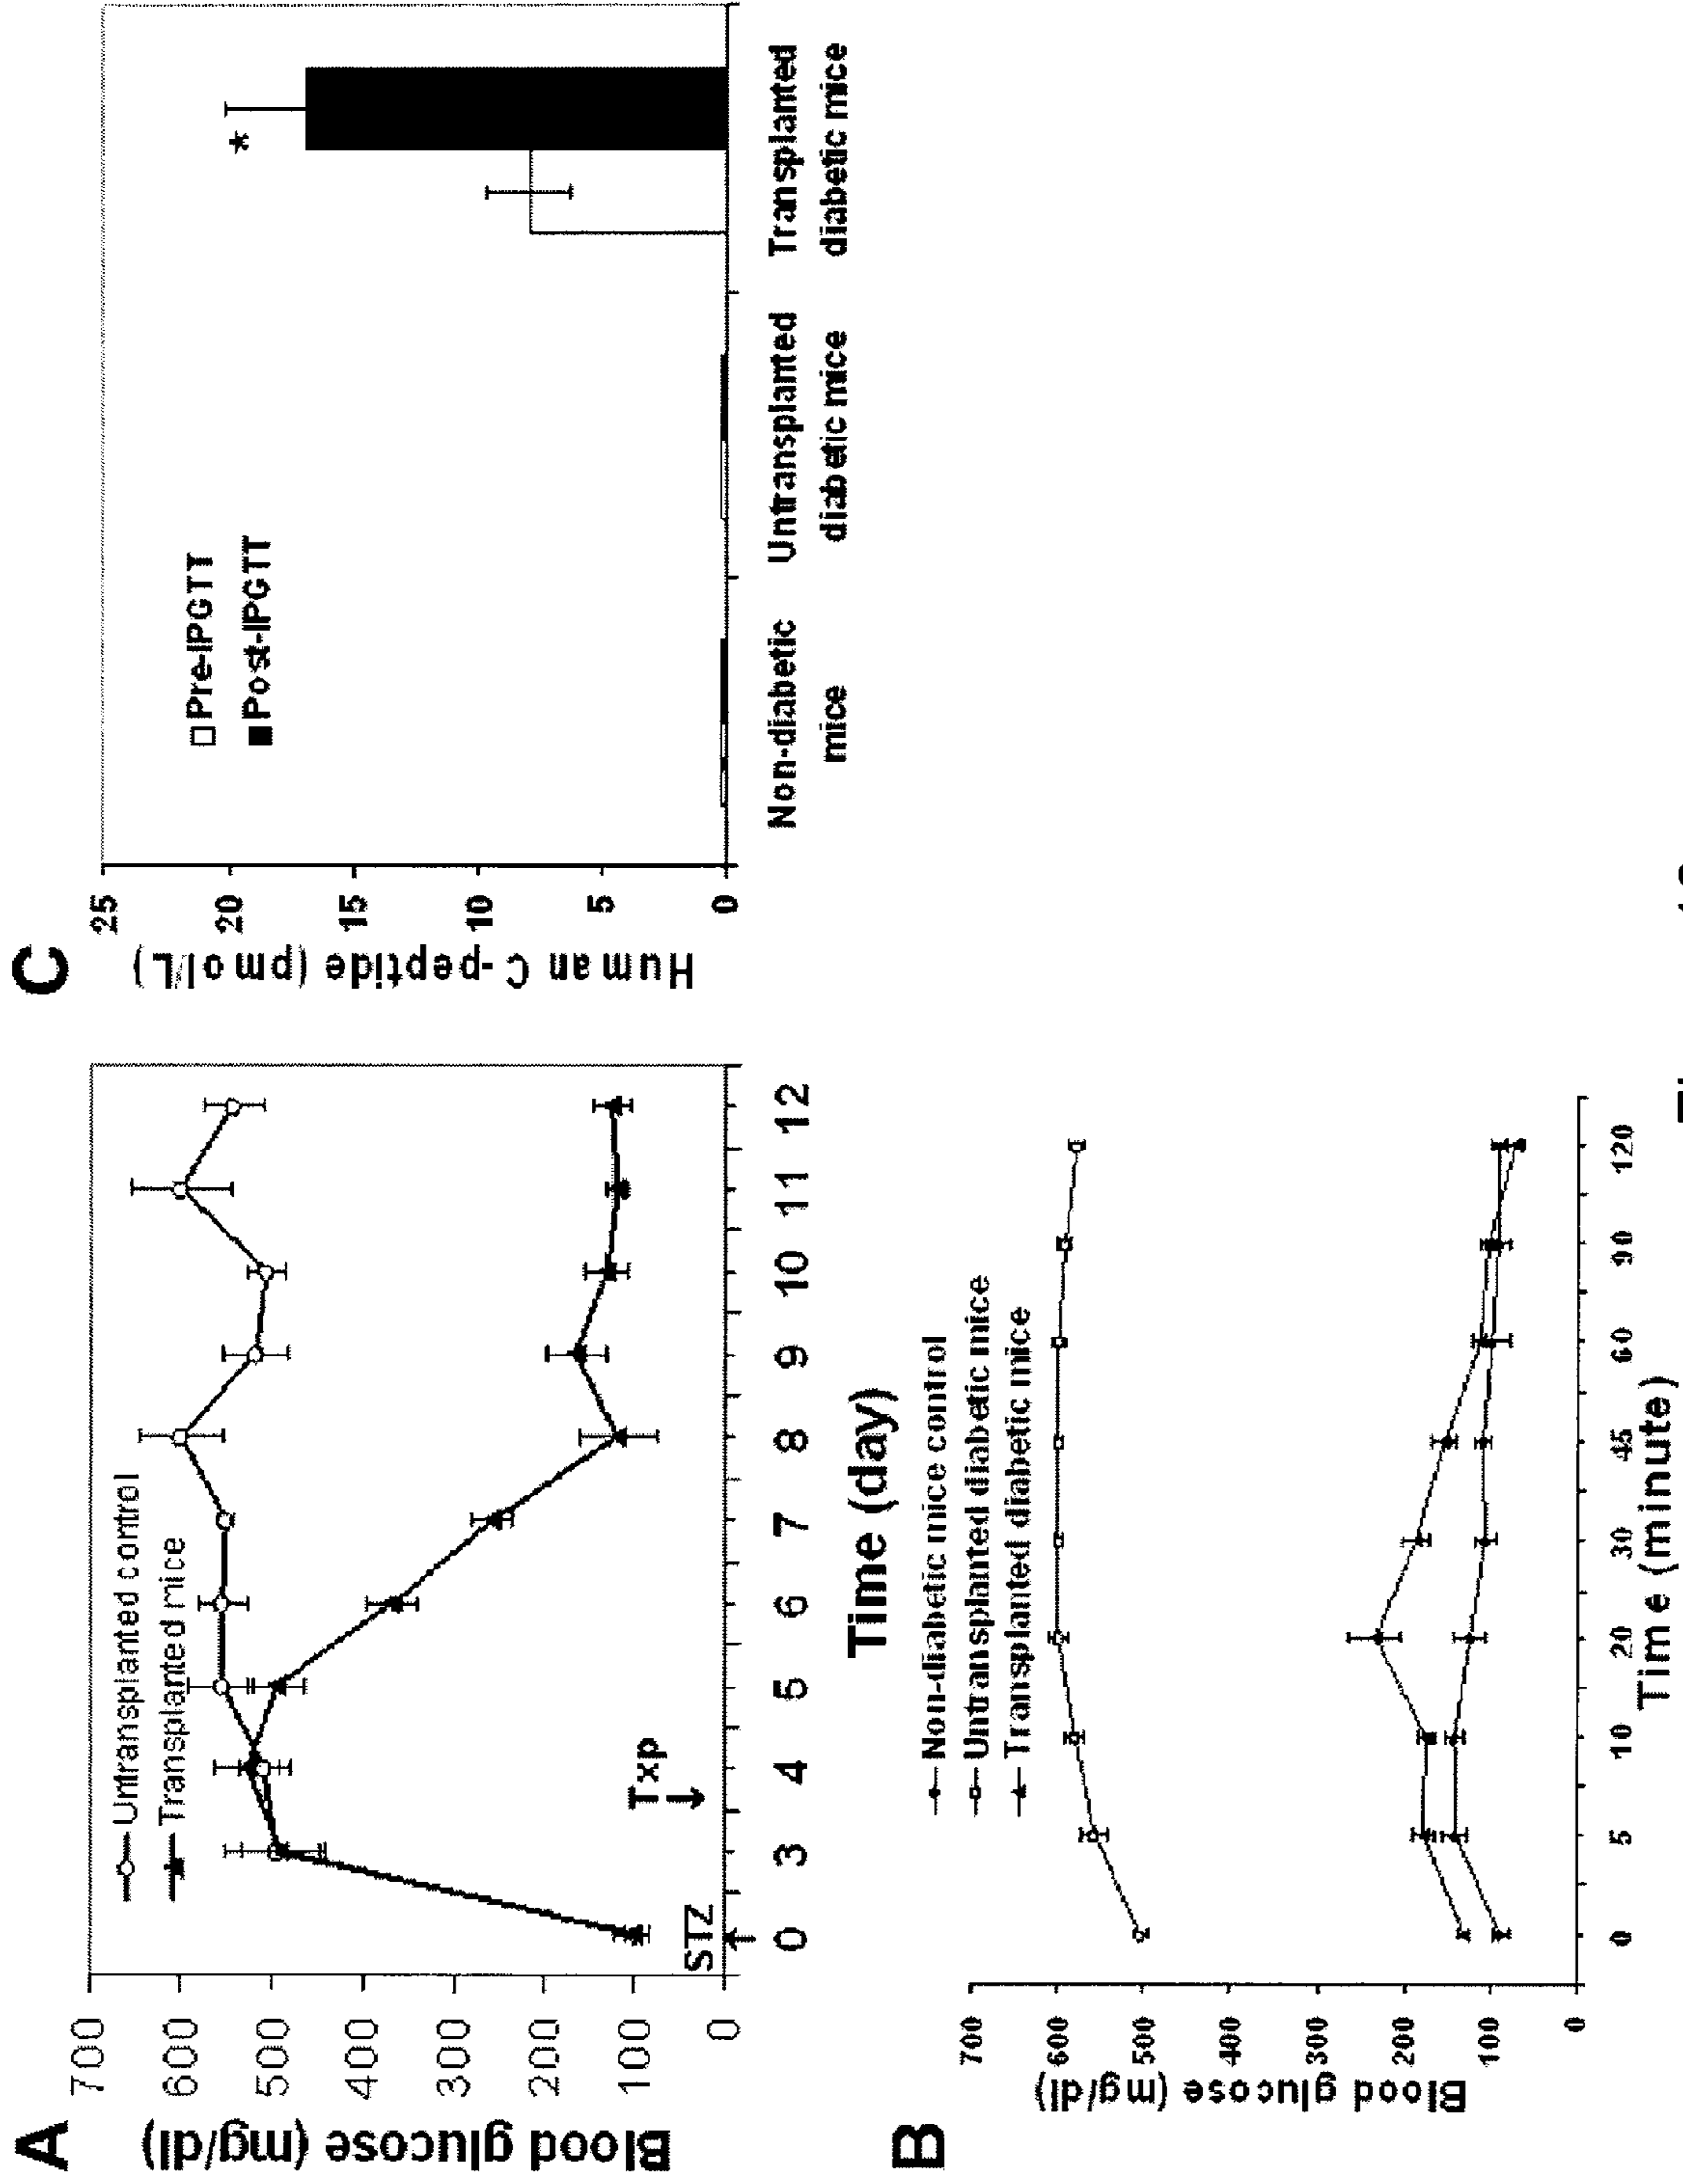 A
Blood glucose (mg/dl)
700
600
500
400
300
200
100
0
Untransplanted control
Transplanted mice
STZ
Txp
0 3 4 5 6 7 8 9 10 11 12
Time (day)
B
Blood glucose (mg/dl)
700
600
500
400
300
200
100
0
Non-diabetic mice control
Untransplanted diabetic mice
Transplanted diabetic mice
0 5 10 20 30 45 60 90 120
Time (minute)
C
Human C-peptide (pmol/L)
25
20
15
10
5
0
Pre-IPGTT
Post-IPGTT
*
Non-diabetic
mice
Untransplanted
diabetic mice
Transplanted
diabetic mice